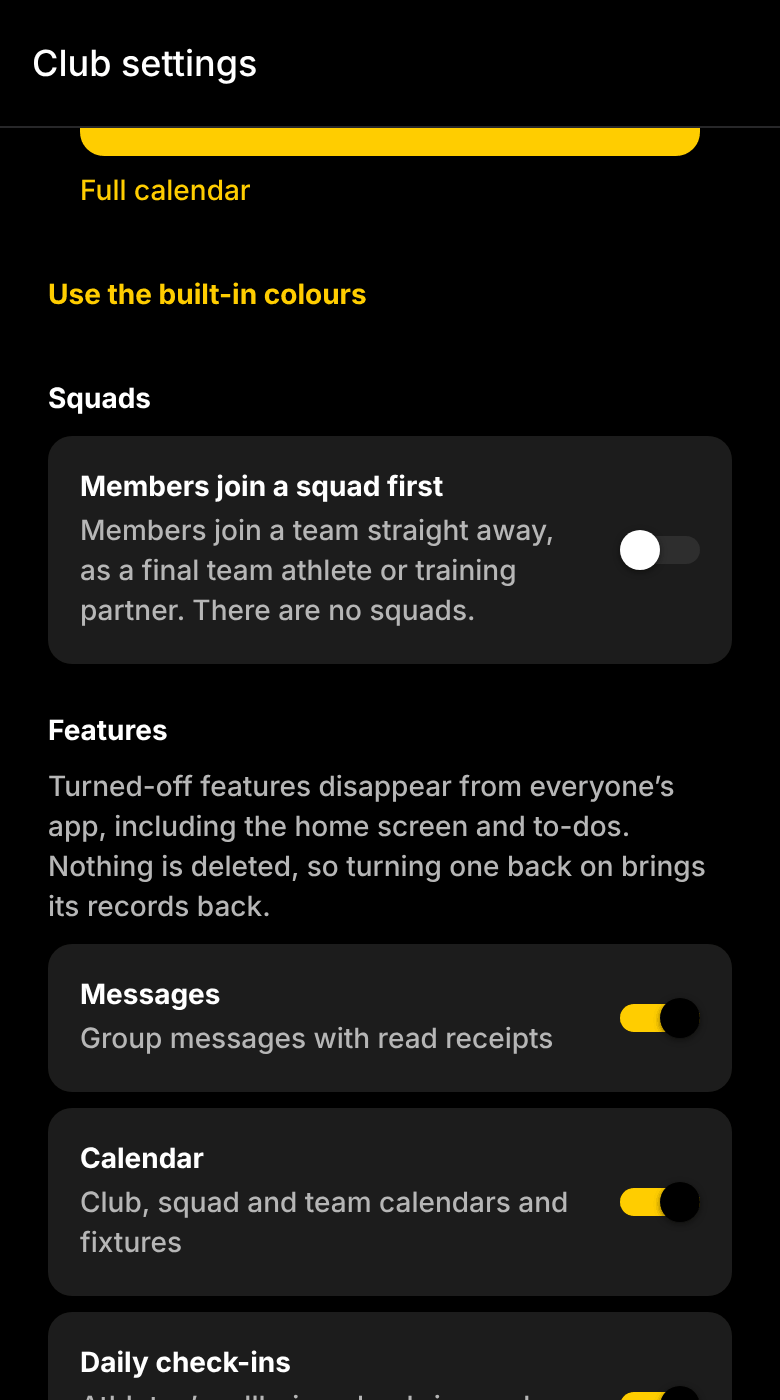 Club settings
Full calendar
Use the built-in colours
Squads
Members join a squad first
Members join a team straight away,
as a final team athlete or training
partner. There are no squads.
Features
Turned-off features disappear from everyone’s
app, including the home screen and to-dos.
Nothing is deleted, so turning one back on brings
its records back.
Messages
Group messages with read receipts
Calendar
Club, squad and team calendars and
fixtures
Daily check-ins